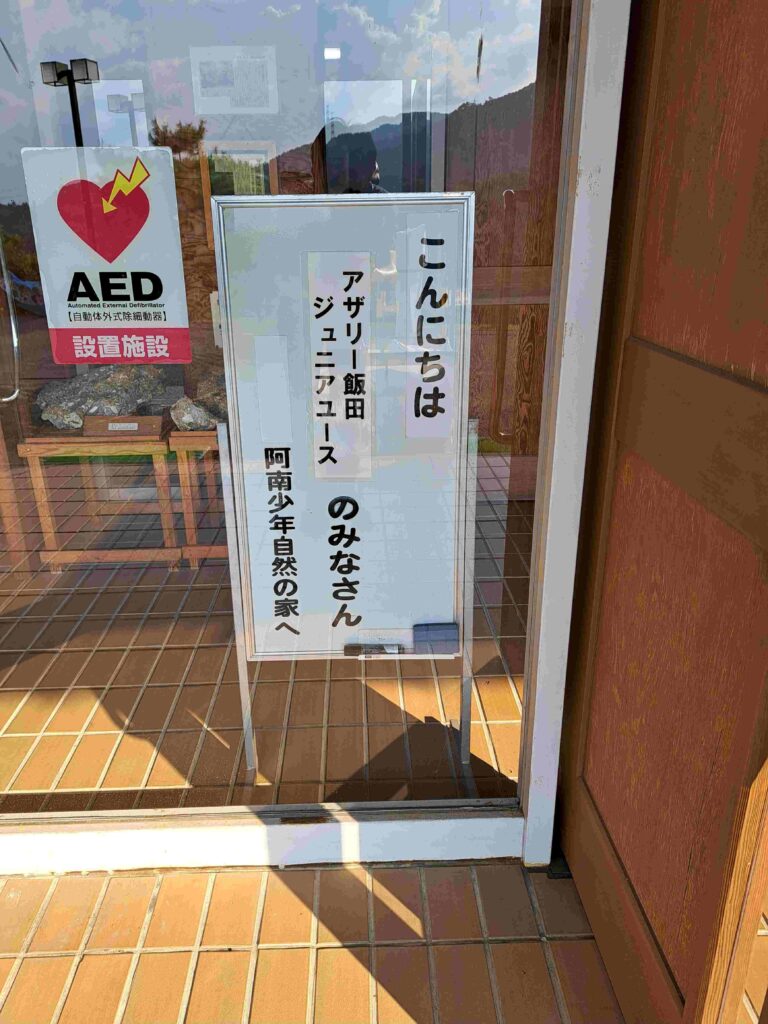 AED
Automated External Defibrillator
【自動体外式除細動器】
設置施設
こんにちは
アザリー飯田
ジュニアユース
のみなさん
阿南少年自然の家へ